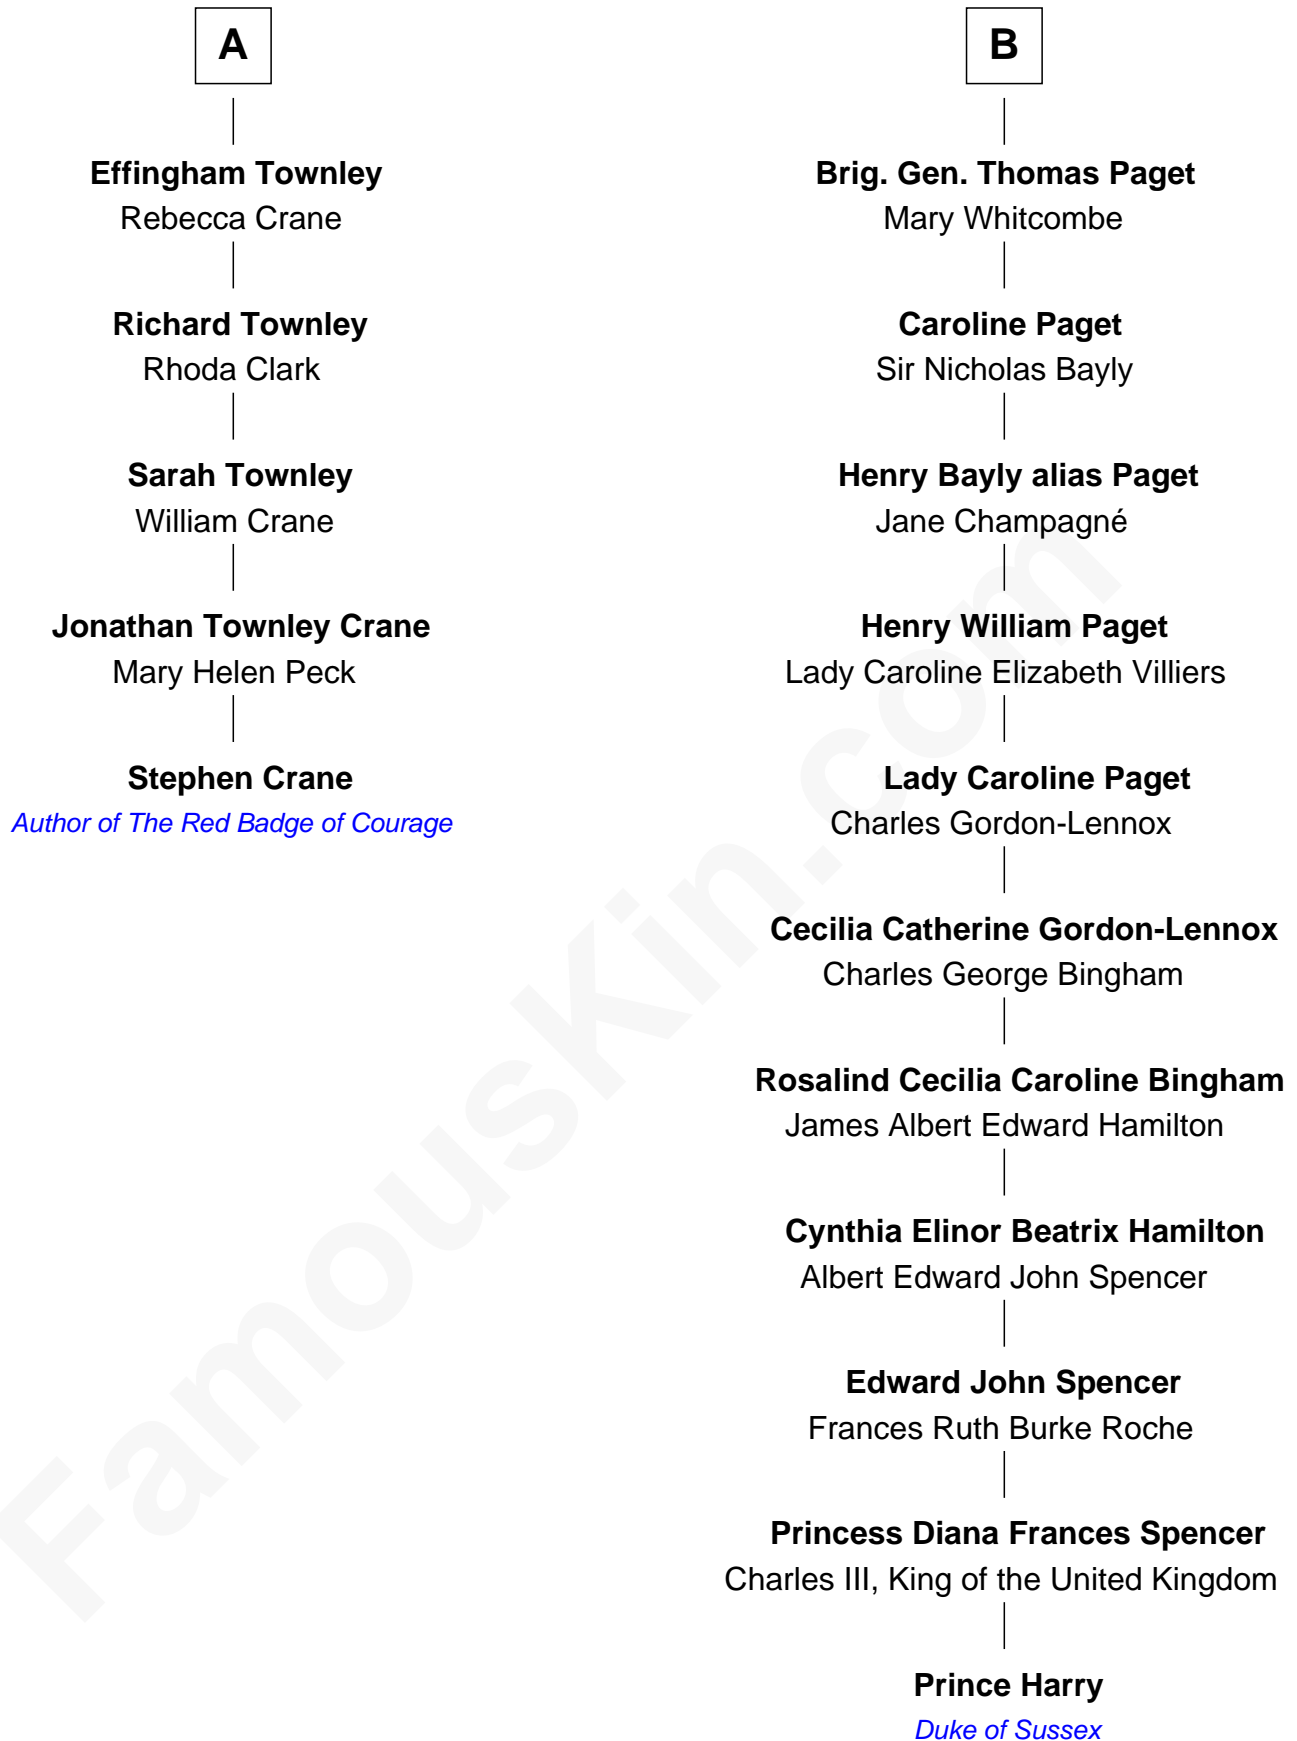 A
Effingham Townley
Rebecca Crane
Richard Townley
Rhoda Clark
Sarah Townley
William Crane
Jonathan Townley Crane
Mary Helen Peck
Stephen Crane
Author of The Red Badge of Courage
B
Brig. Gen. Thomas Paget
Mary Whitcombe
Caroline Paget
Sir Nicholas Bayly
Henry Bayly alias Paget
Jane Champagné
Henry William Paget
Lady Caroline Elizabeth Villiers
Lady Caroline Paget
Charles Gordon-Lennox
Cecilia Catherine Gordon-Lennox
Charles George Bingham
Rosalind Cecilia Caroline Bingham
James Albert Edward Hamilton
Cynthia Elinor Beatrix Hamilton
Albert Edward John Spencer
Edward John Spencer
Frances Ruth Burke Roche
Princess Diana Frances Spencer
Charles III, King of the United Kingdom
Prince Harry
Duke of Sussex
FamousKin.com